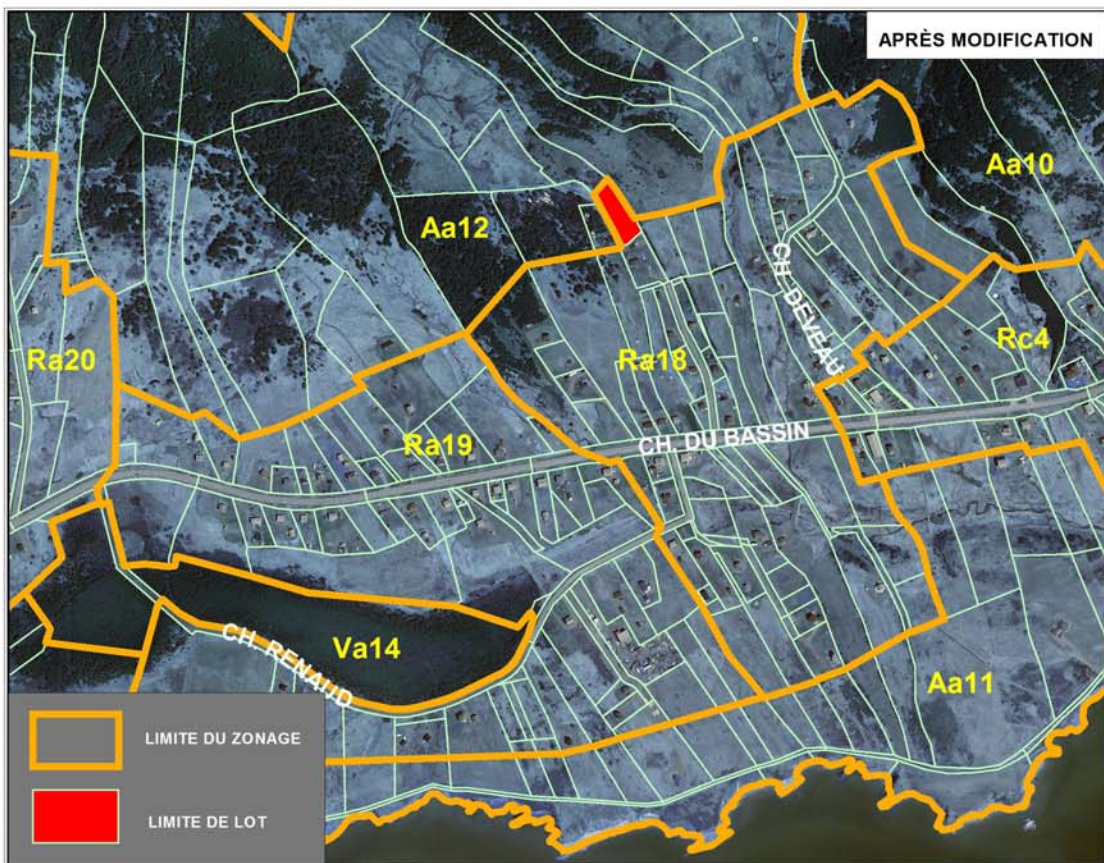 APRÈS MODIFICATION
Aa10
Aa12
CH. DEVEAU
Ra20
Ra18
Rc4
Ra19
CH. DU BASSIN
CH. RENAUD
Va14
Aa11
LIMITE DU ZONAGE
LIMITE DE LOT